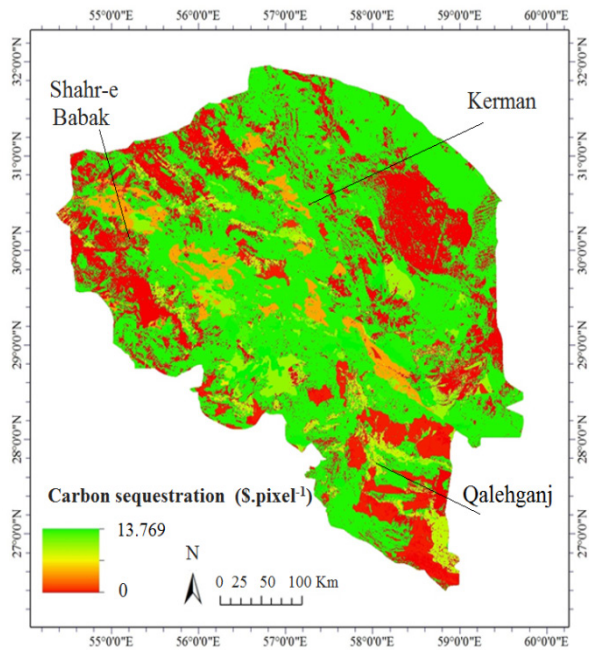 55°0'0"E 56°0'0"E 57°0'0"E 58°0'0"E 59°0'0"E 60°0'0"E
32°0'0"N
31°0'0"N
30°0'0"N
29°0'0"N
28°0'0"N
27°0'0"N
32°0'0"N
31°0'0"N
30°0'0"N
29°0'0"N
28°0'0"N
27°0'0"N
Shahr-e
Babak
Kerman
Qalehganj
Carbon sequestration ($.pixel⁻¹)
13.769
0
N
0 25 50 100 Km
55°0'0"E 56°0'0"E 57°0'0"E 58°0'0"E 59°0'0"E 60°0'0"E